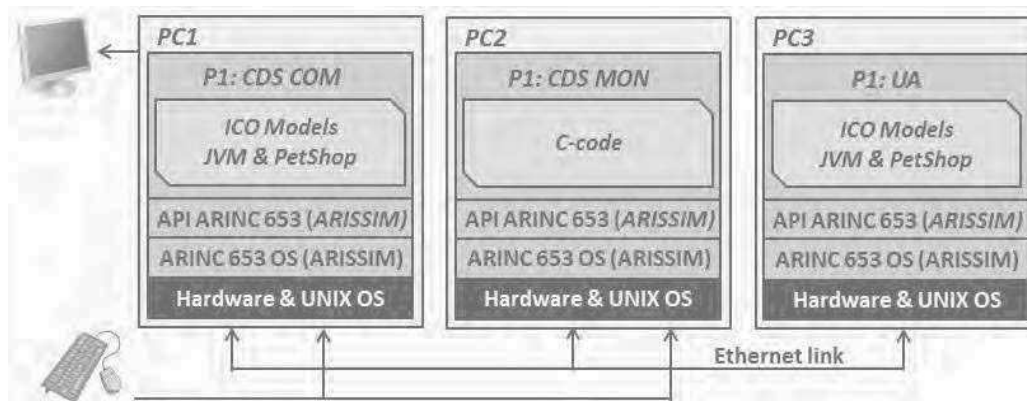 PC1
P1: CDS COM
ICO Models
JVM & PetShop
API ARINC 653 (ARISSIM)
ARINC 653 OS (ARISSIM)
Hardware & UNIX OS
PC2
P1: CDS MON
C-code
API ARINC 653 (ARISSIM)
ARINC 653 OS (ARISSIM)
Hardware & UNIX OS
PC3
P1: UA
ICO Models
JVM & PetShop
API ARINC 653 (ARISSIM)
ARINC 653 OS (ARISSIM)
Hardware & UNIX OS
Ethernet link